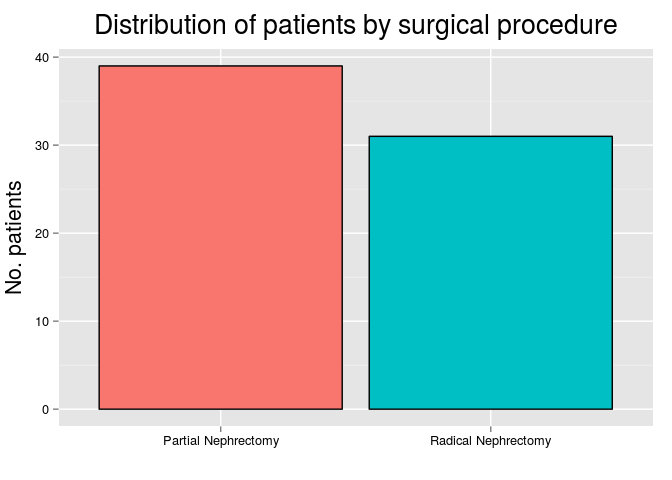 Distribution of patients by surgical procedure
No. patients
40
30
20
10
0
Partial Nephrectomy
Radical Nephrectomy